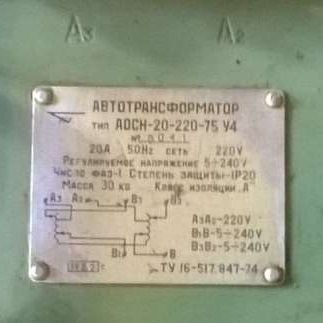 А3 А2
АВТОТРАНСФОРМАТОР
тип АОСН-20-220-75 У4
20А 50Hz сеть 220V
Регулируемое напряжение 5÷240V
Число фаз-1 Степень защиты-IP20
Масса 30 кг Класс изоляции „А"
А3 А2 В1 В3
А3А2-220V
В1В-5÷240V
В3В2-5÷240V
В2 В
ТУ 16-517.847-74